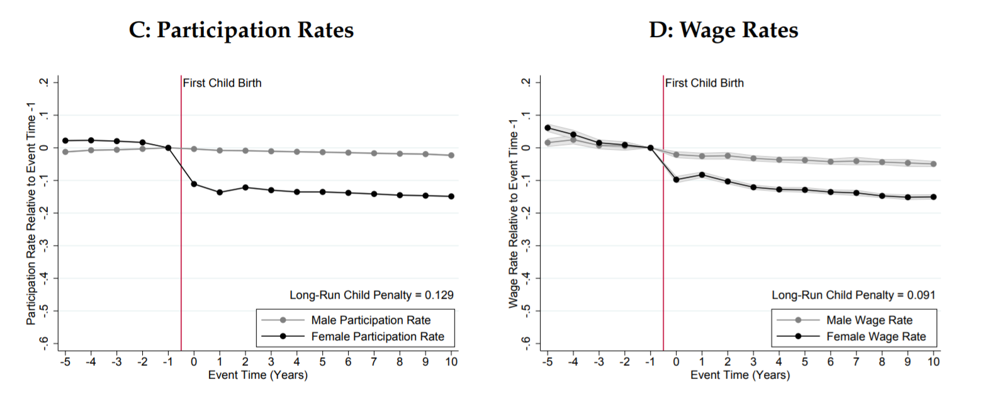 C: Participation Rates
Participation Rate Relative to Event Time -1
.2
.1
0
-.1
-.2
-.3
-.4
-.5
-.6
First Child Birth
Long-Run Child Penalty = 0.129
Male Participation Rate
Female Participation Rate
-5 -4 -3 -2 -1 0 1 2 3 4 5 6 7 8 9 10
Event Time (Years)
D: Wage Rates
Wage Rate Relative to Event Time -1
.2
.1
0
-.1
-.2
-.3
-.4
-.5
-.6
First Child Birth
Long-Run Child Penalty = 0.091
Male Wage Rate
Female Wage Rate
-5 -4 -3 -2 -1 0 1 2 3 4 5 6 7 8 9 10
Event Time (Years)